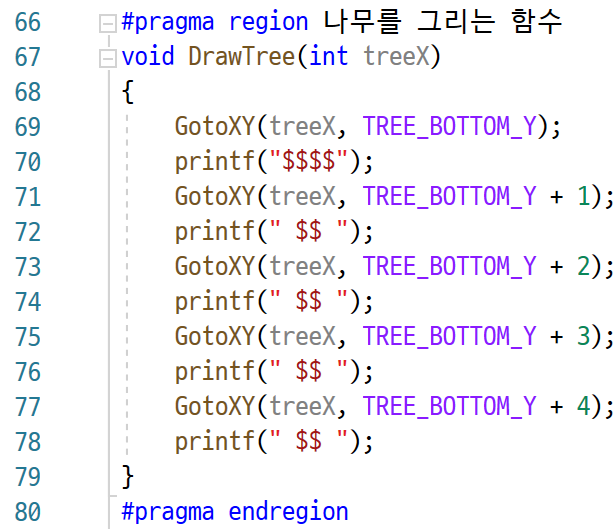 66 #pragma region 나무를 그리는 함수
67 void DrawTree(int treeX)
68 {
69 GotoXY(treeX, TREE_BOTTOM_Y);
70 printf("$$$$");
71 GotoXY(treeX, TREE_BOTTOM_Y + 1);
72 printf(" $$ ");
73 GotoXY(treeX, TREE_BOTTOM_Y + 2);
74 printf(" $$ ");
75 GotoXY(treeX, TREE_BOTTOM_Y + 3);
76 printf(" $$ ");
77 GotoXY(treeX, TREE_BOTTOM_Y + 4);
78 printf(" $$ ");
79 }
80 #pragma endregion